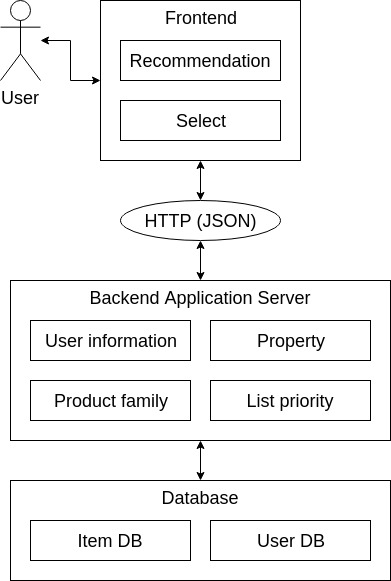 Frontend
Recommendation
User
Select
HTTP (JSON)
Backend Application Server
User information
Property
Product family
List priority
Database
Item DB
User DB